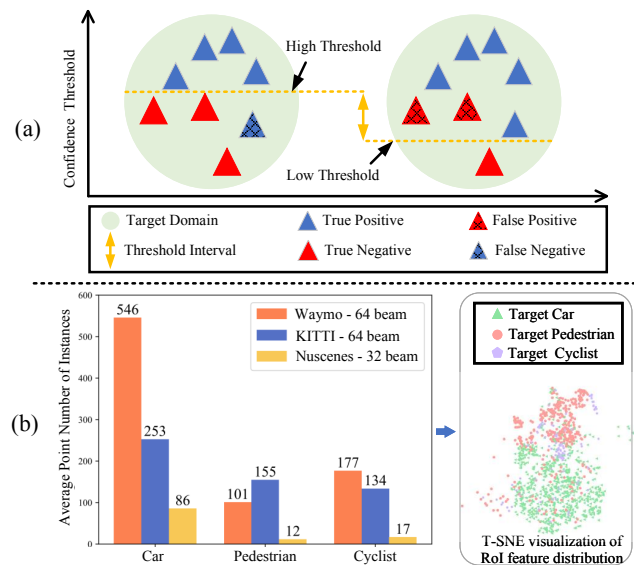 (a)
Confidence Threshold
High Threshold
Low Threshold
Target Domain
True Positive
False Positive
Threshold Interval
True Negative
False Negative
(b)
Average Point Number of Instances
600
500
400
300
200
100
0
546
253
86
101
155
12
177
134
17
Car
Pedestrian
Cyclist
Waymo - 64 beam
KITTI - 64 beam
Nuscenes - 32 beam
Target Car
Target Pedestrian
Target Cyclist
T-SNE visualization of
RoI feature distribution